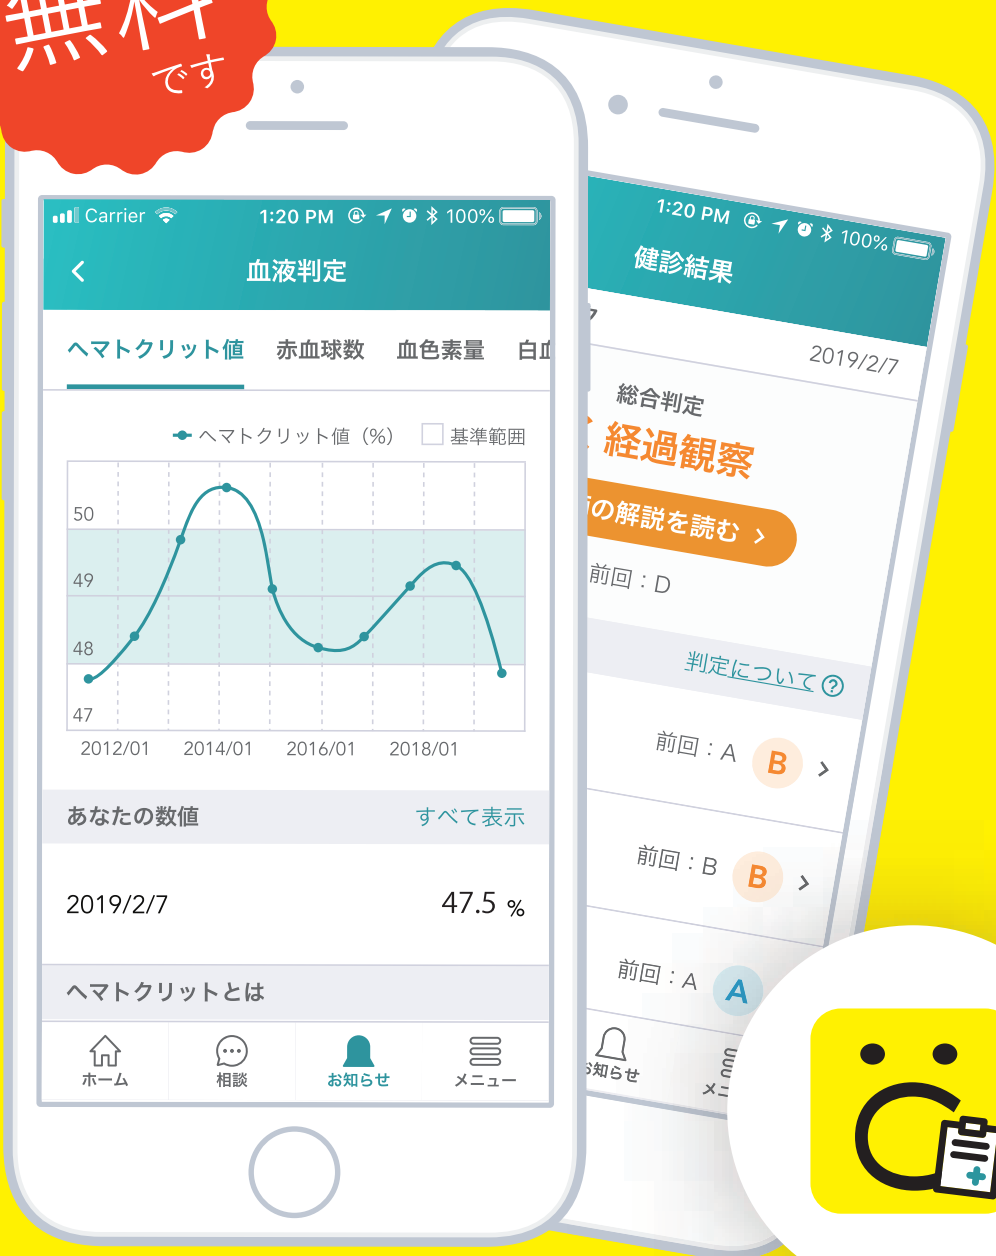 無料
です
Carrier 1:20 PM 100%
血液判定
ヘマトクリット値 赤血球数 血色素量 白血
ヘマトクリット値（%） 基準範囲
50
49
48
47
2012/01 2014/01 2016/01 2018/01
あなたの数値 すべて表示
2019/2/7 47.5 %
ヘマトクリットとは
ホーム 相談 お知らせ メニュー
1:20 PM 100%
健診結果
2019/2/7
総合判定
経過観察
の解説を読む
前回：D
判定について ?
前回：A B
前回：B B
前回：A A
お知らせ メニ